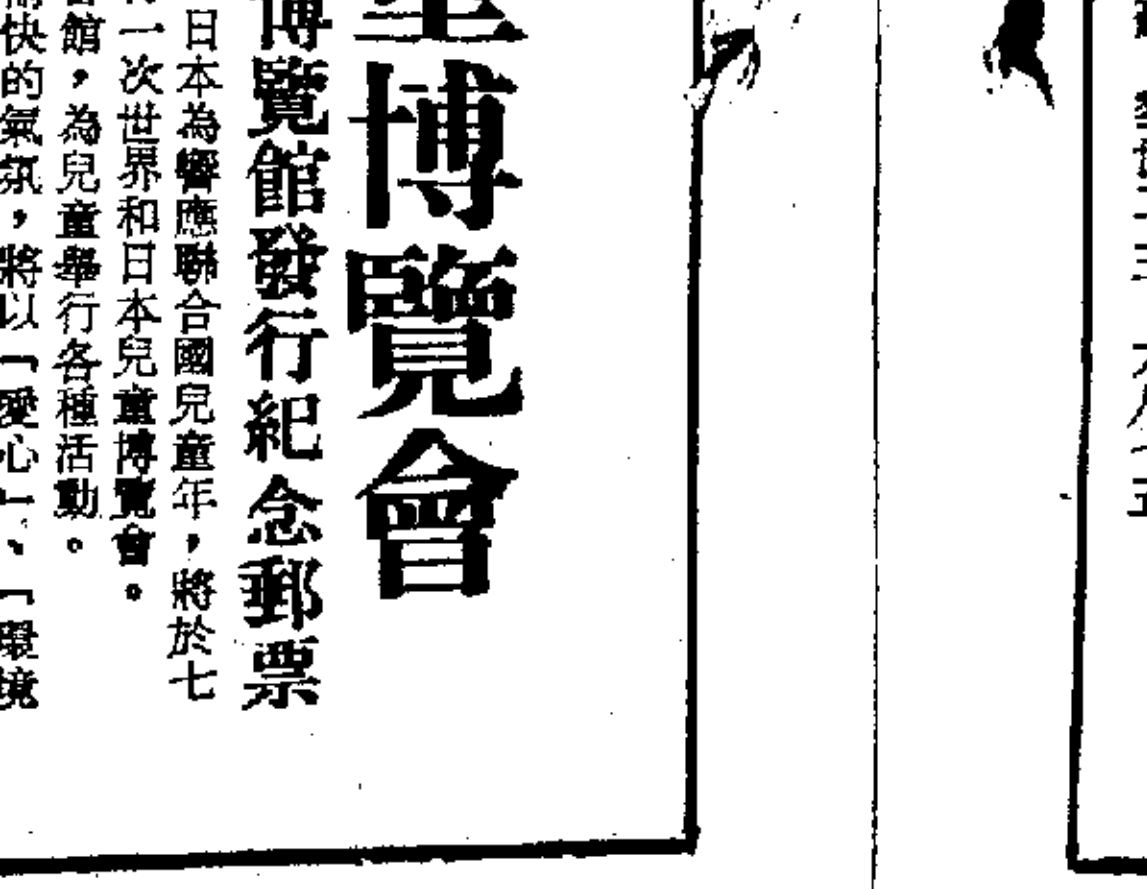 博覽會
博覽館發行紀念郵票
日本為響應聯合國兒童年，將於七
一次世界和日本兒童博覽會。
館，為兒童舉行各種活動。
快的氣氛，將以「愛心」、「環境